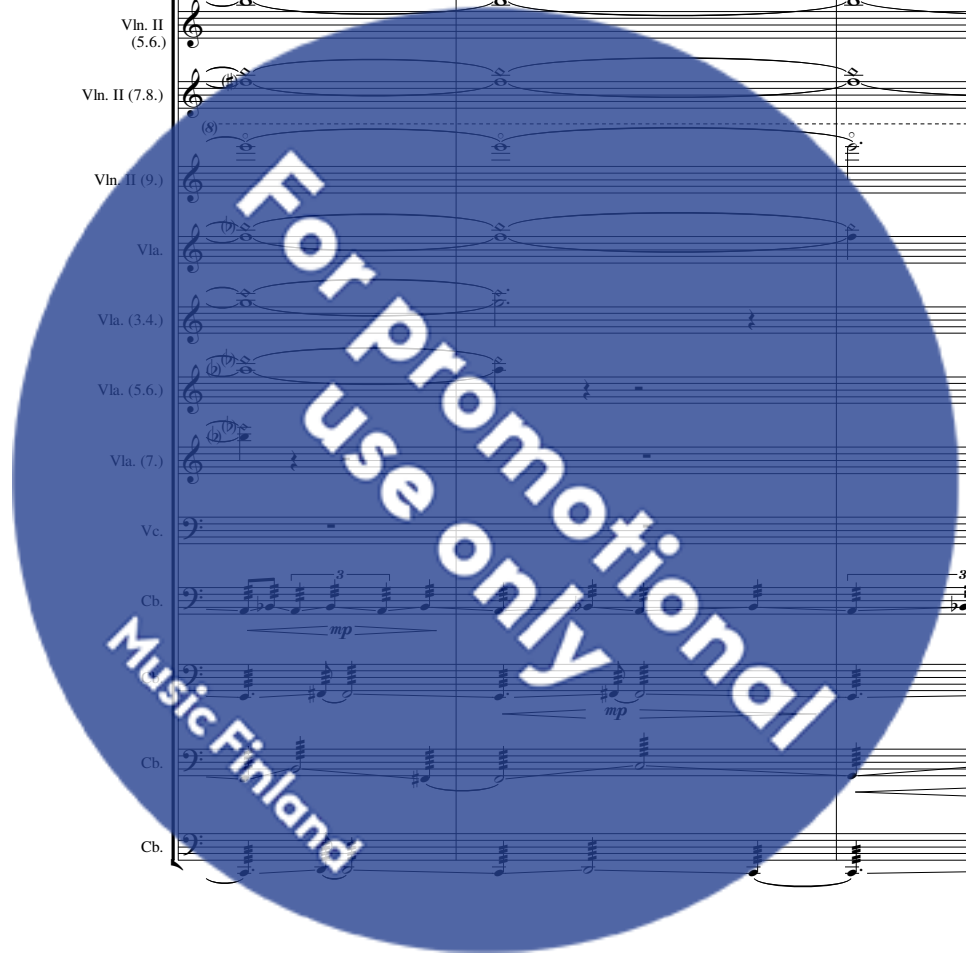 Vln. II
(5.6.)
Vln. II (7.8.)
(8)
Vln. II (9.)
Vla.
Vla. (3.4.)
Vla. (5.6.)
Vla. (7.)
Vc.
3
3
Cb.
mp
mp
Cb.
Cb.
For promotional
use only
Music Finland